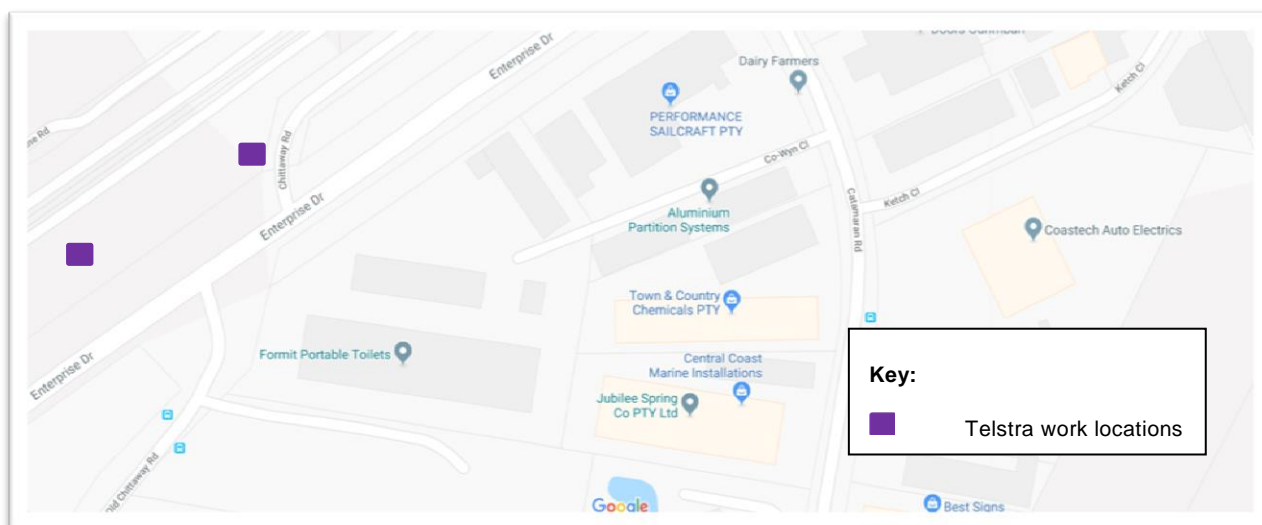 Enterprise Dr
Dairy Farmers
PERFORMANCE
SAILCRAFT PTY
Ketch Cl
Chittaway Rd
Co-Wyn Cl
Enterprise Dr
Aluminium
Partition Systems
Catamaran Rd
Ketch Cl
Coastech Auto Electrics
Town & Country
Chemicals PTY
Formit Portable Toilets
Enterprise Dr
Central Coast
Marine Installations
Jubilee Spring
Co PTY Ltd
Key:
Telstra work locations
Old Chittaway Rd
Google
Best Signs